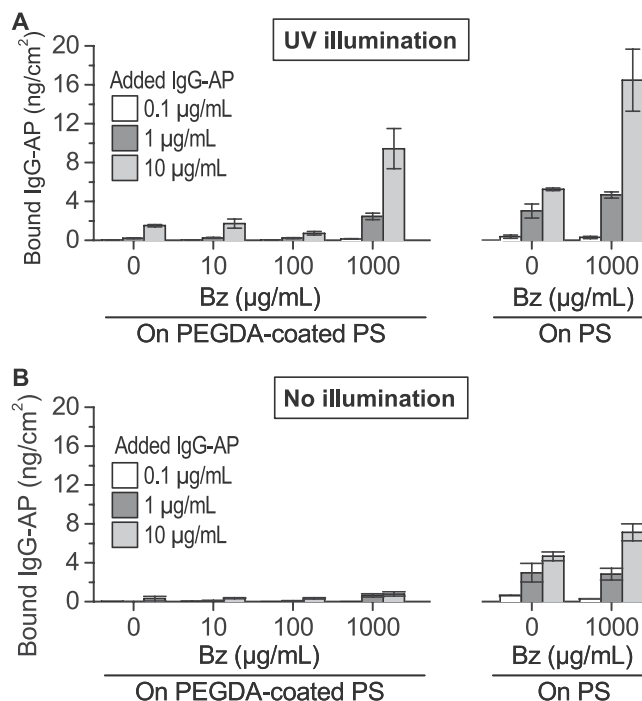 A
UV illumination
Bound IgG-AP (ng/cm²)
20
16
12
8
4
0
Added IgG-AP
0.1 µg/mL
1 µg/mL
10 µg/mL
0 10 100 1000 0 1000
Bz (µg/mL) Bz (µg/mL)
On PEGDA-coated PS On PS
B
No illumination
Bound IgG-AP (ng/cm²)
20
16
12
8
4
0
Added IgG-AP
0.1 µg/mL
1 µg/mL
10 µg/mL
0 10 100 1000 0 1000
Bz (µg/mL) Bz (µg/mL)
On PEGDA-coated PS On PS